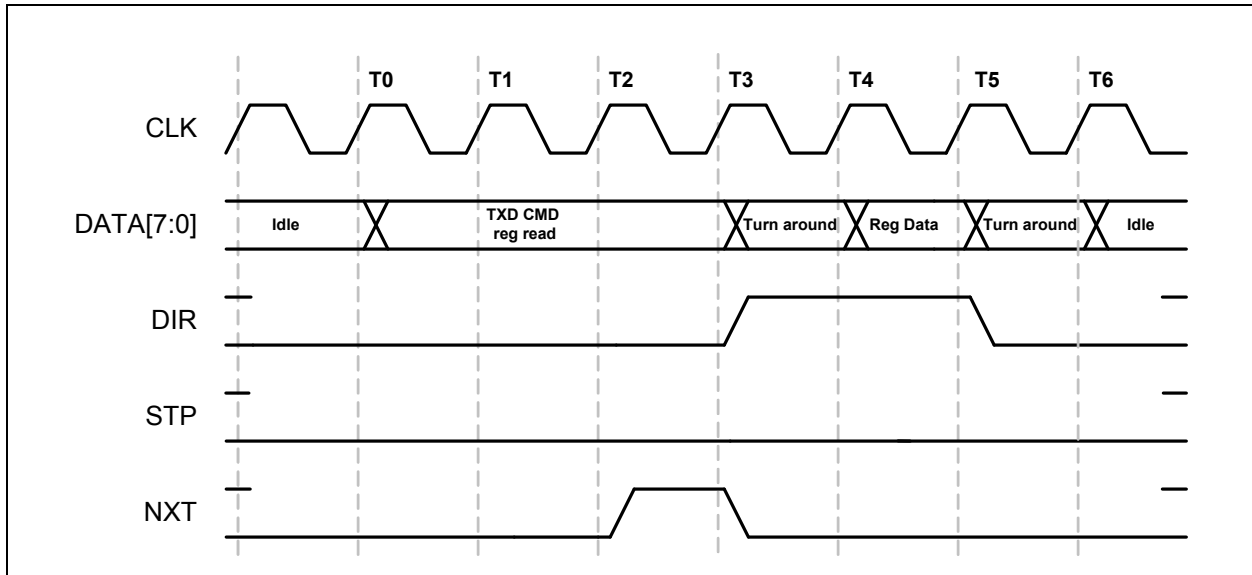 T0 T1 T2 T3 T4 T5 T6
CLK
DATA[7:0] Idle TXD CMD Turn around Reg Data Turn around Idle
reg read
DIR
STP
NXT